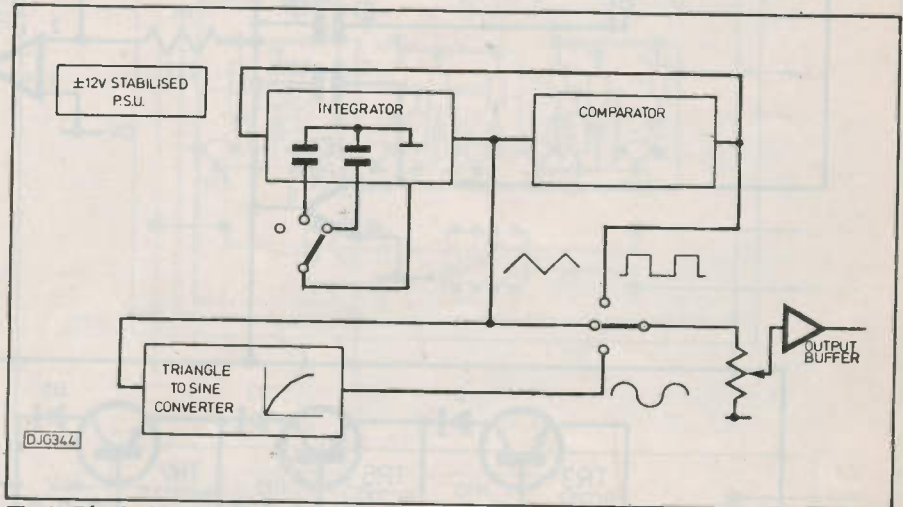 ±12V STABILISED
P.S.U.
INTEGRATOR
COMPARATOR
TRIANGLE
TO SINE
CONVERTER
OUTPUT
BUFFER
DJG344